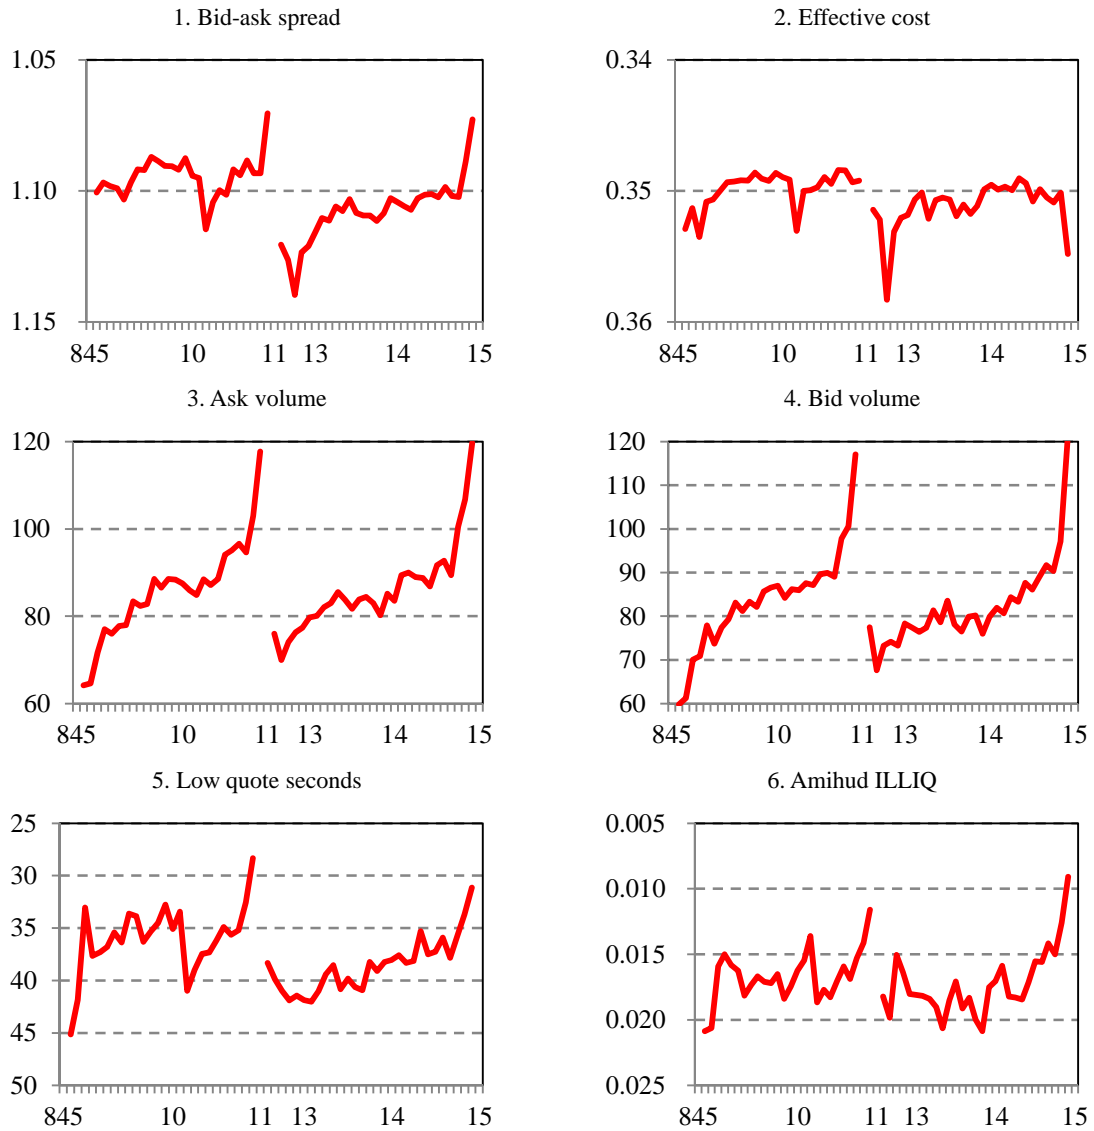 1. Bid-ask spread
1.05
1.10
1.15
845 10 11 13 14 15
2. Effective cost
0.34
0.35
0.36
845 10 11 13 14 15
3. Ask volume
120
100
80
60
845 10 11 13 14 15
4. Bid volume
120
110
100
90
80
70
60
845 10 11 13 14 15
5. Low quote seconds
25
30
35
40
45
50
845 10 11 13 14 15
6. Amihud ILLIQ
0.005
0.010
0.015
0.020
0.025
845 10 11 13 14 15